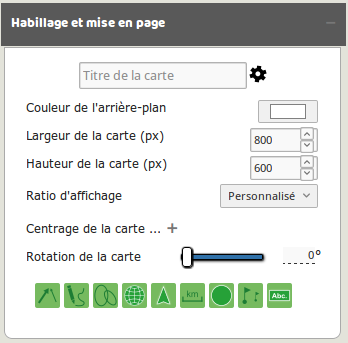 Habillage et mise en page
Titre de la carte
Couleur de l'arrière-plan
Largeur de la carte (px) 800
Hauteur de la carte (px) 600
Ratio d'affichage Personnalisé
Centrage de la carte ... +
Rotation de la carte 0°
km Abc.